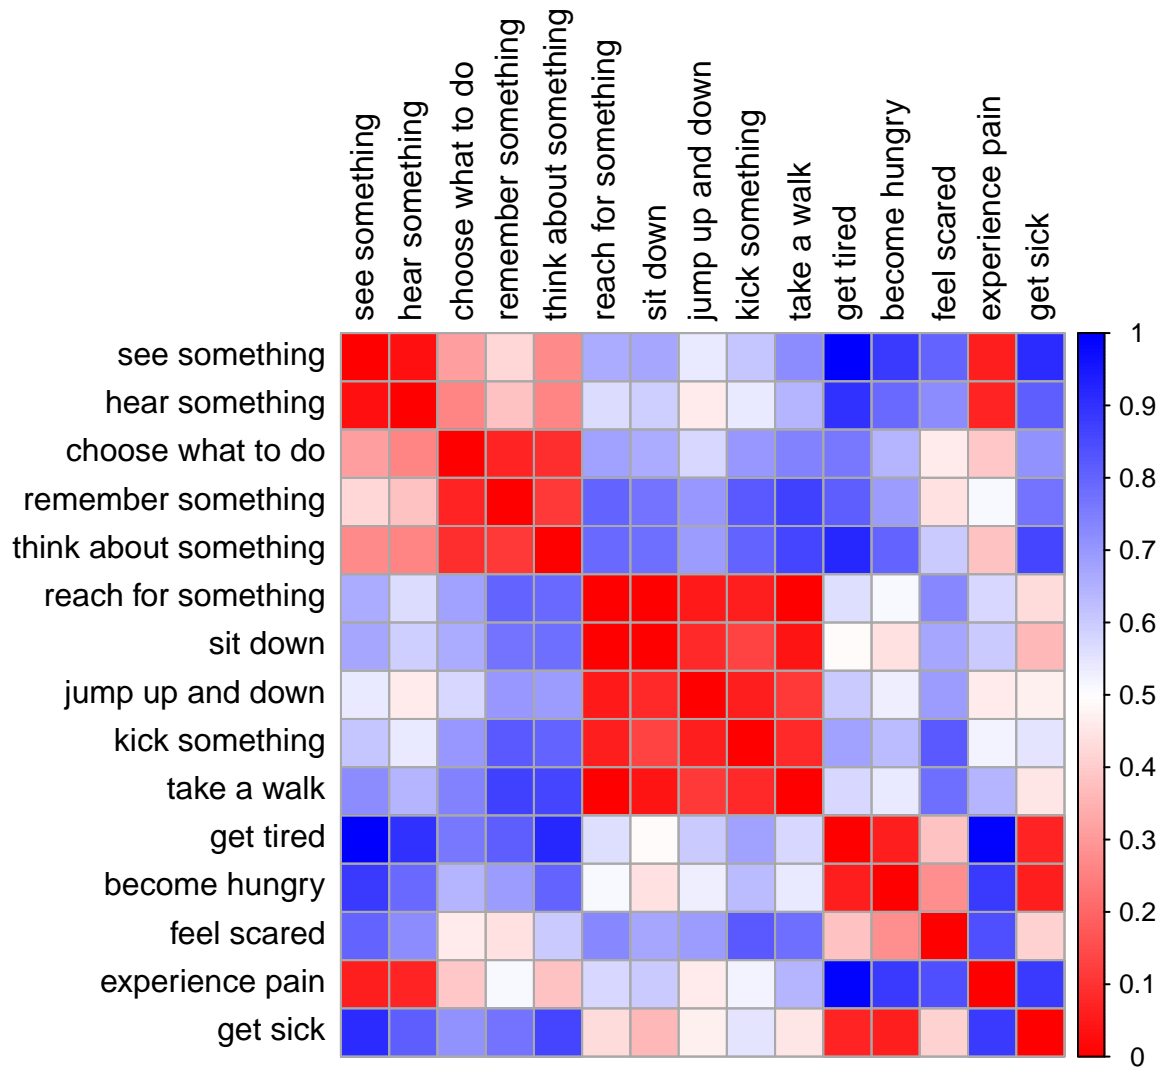 see something
hear something
choose what to do
remember something
think about something
reach for something
sit down
jump up and down
kick something
take a walk
get tired
become hungry
feel scared
experience pain
get sick
see something
hear something
choose what to do
remember something
think about something
reach for something
sit down
jump up and down
kick something
take a walk
get tired
become hungry
feel scared
experience pain
get sick
1
0.9
0.8
0.7
0.6
0.5
0.4
0.3
0.2
0.1
0